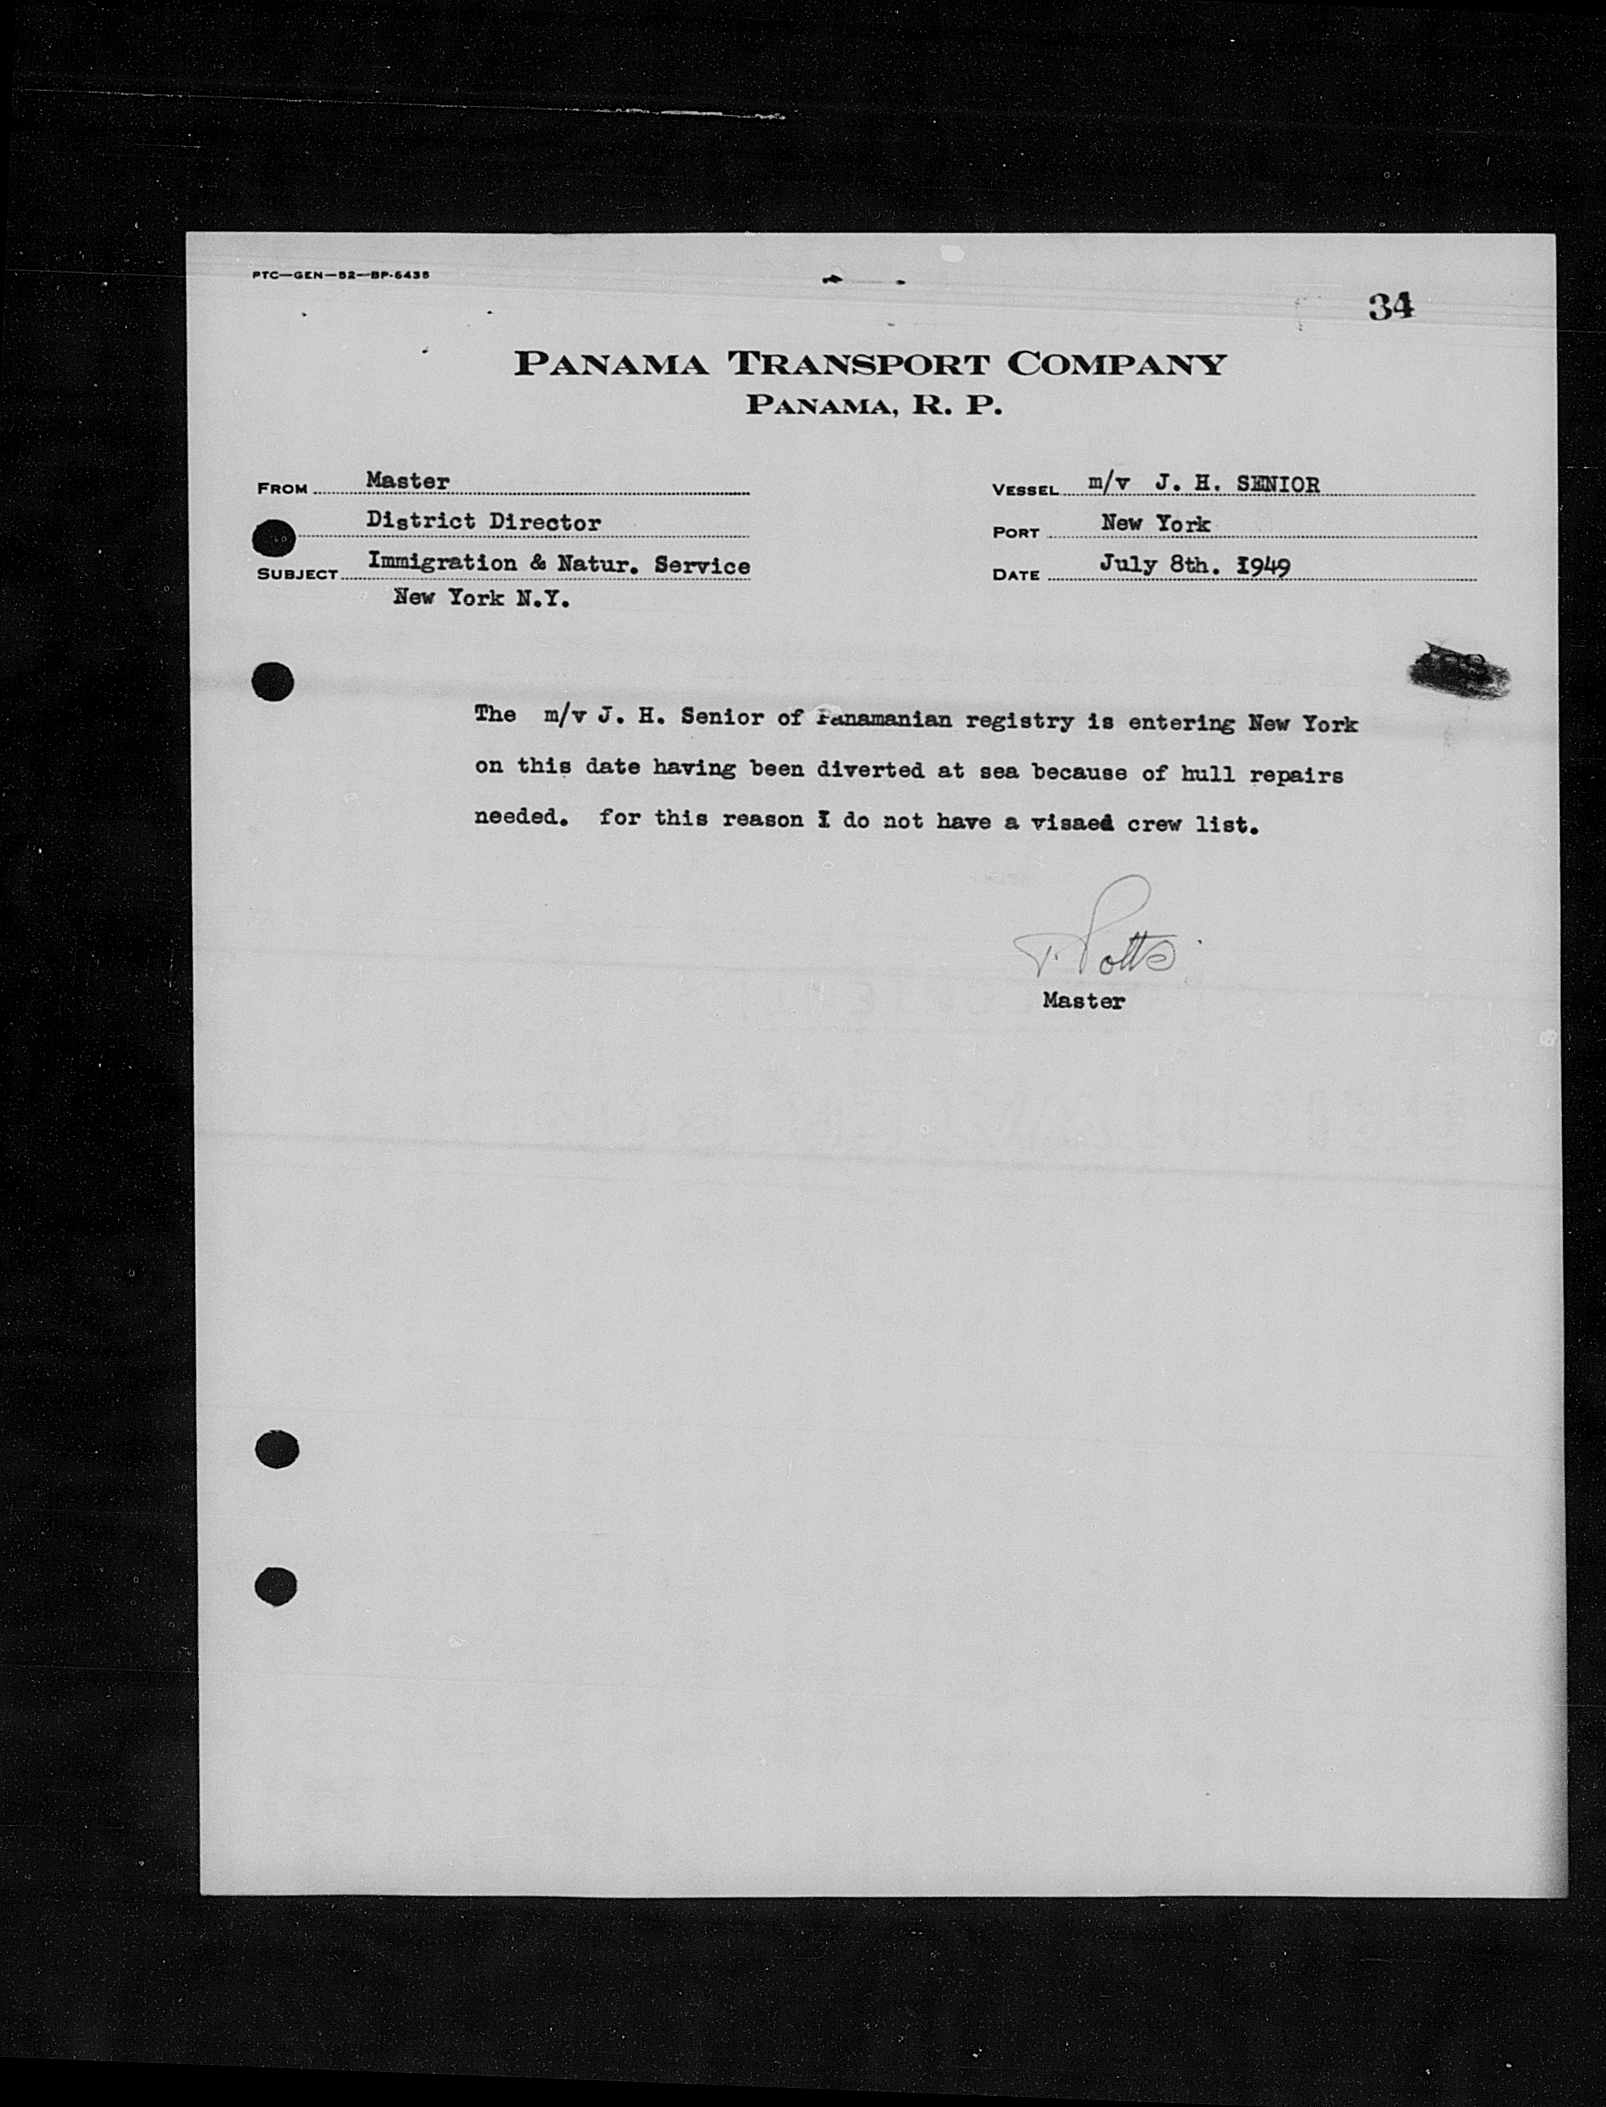 PTC—GEN—52—BP-5435
34
PANAMA TRANSPORT COMPANY
PANAMA, R. P.
FROM Master
VESSEL m/v J. H. SENIOR
District Director
PORT New York
SUBJECT Immigration & Natur. Service
DATE July 8th. I949
New York N.Y.
The m/v J. H. Senior of Panamanian registry is entering New York
on this date having been diverted at sea because of hull repairs
needed. for this reason I do not have a visaed crew list.
T. Potts
Master